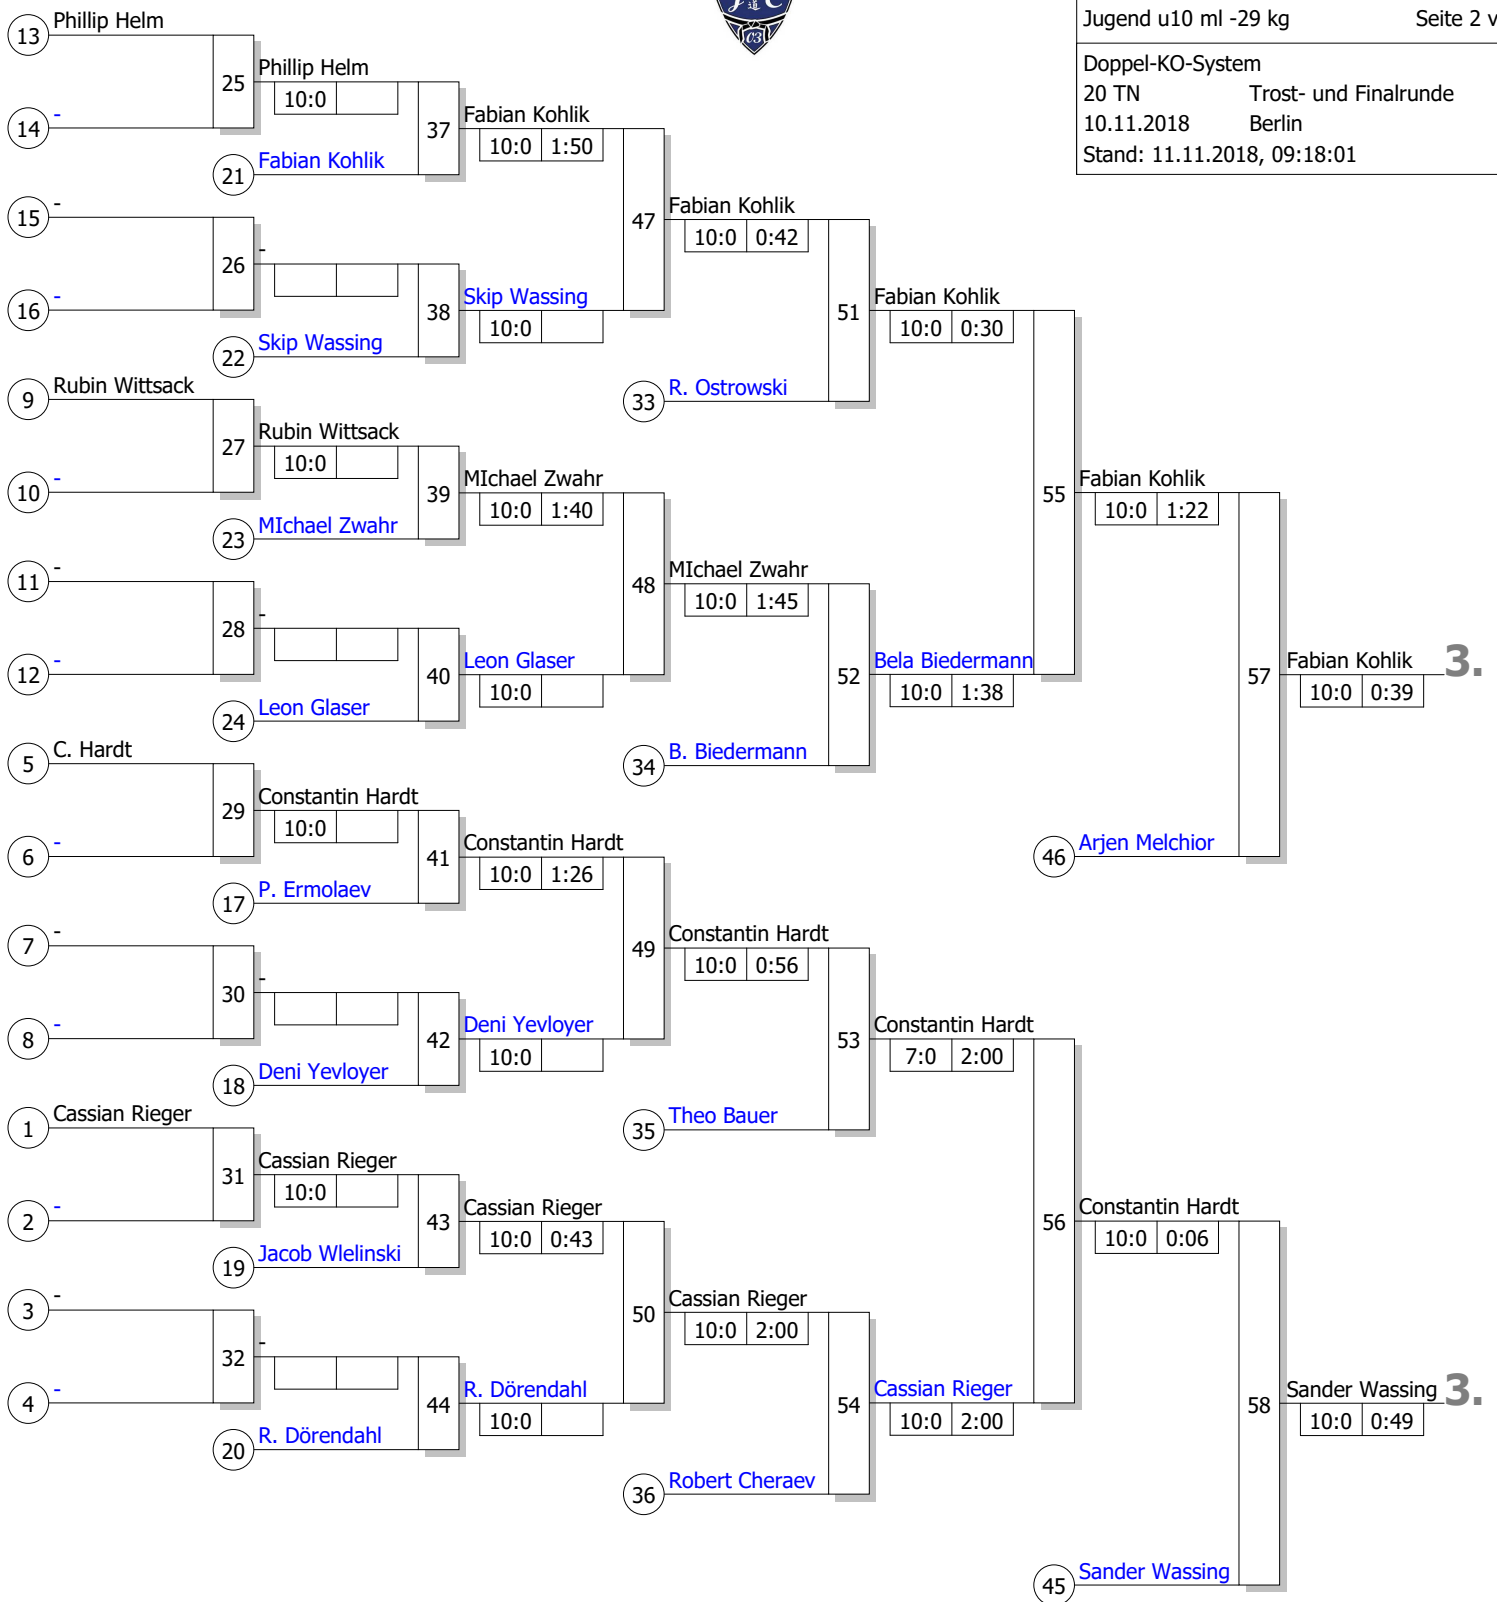 Jugend u10 ml -29 kg Seite 2 v
Doppel-KO-System
20 TN Trost- und Finalrunde
10.11.2018 Berlin
Stand: 11.11.2018, 09:18:01
C3
13 Phillip Helm
14 -
25 Phillip Helm
10:0
21 Fabian Kohlik
37 Fabian Kohlik
10:0 1:50
15 -
16 -
26 -
22 Skip Wassing
38 Skip Wassing
10:0
47 Fabian Kohlik
10:0 0:42
33 R. Ostrowski
51 Fabian Kohlik
10:0 0:30
9 Rubin Wittsack
10 -
27 Rubin Wittsack
10:0
23 MIchael Zwahr
39 MIchael Zwahr
10:0 1:40
11 -
12 -
28 -
24 Leon Glaser
40 Leon Glaser
10:0
48 MIchael Zwahr
10:0 1:45
34 B. Biedermann
52 Bela Biedermann
10:0 1:38
55 Fabian Kohlik
10:0 1:22
46 Arjen Melchior
57 Fabian Kohlik 3.
10:0 0:39
5 C. Hardt
6 -
29 Constantin Hardt
10:0
17 P. Ermolaev
41 Constantin Hardt
10:0 1:26
7 -
8 -
30 -
18 Deni Yevloyer
42 Deni Yevloyer
10:0
49 Constantin Hardt
10:0 0:56
35 Theo Bauer
53 Constantin Hardt
7:0 2:00
1 Cassian Rieger
2 -
31 Cassian Rieger
10:0
19 Jacob Wlelinski
43 Cassian Rieger
10:0 0:43
3 -
4 -
32 -
20 R. Dörendahl
44 R. Dörendahl
10:0
50 Cassian Rieger
10:0 2:00
36 Robert Cheraev
54 Cassian Rieger
10:0 2:00
56 Constantin Hardt
10:0 0:06
45 Sander Wassing
58 Sander Wassing 3.
10:0 0:49